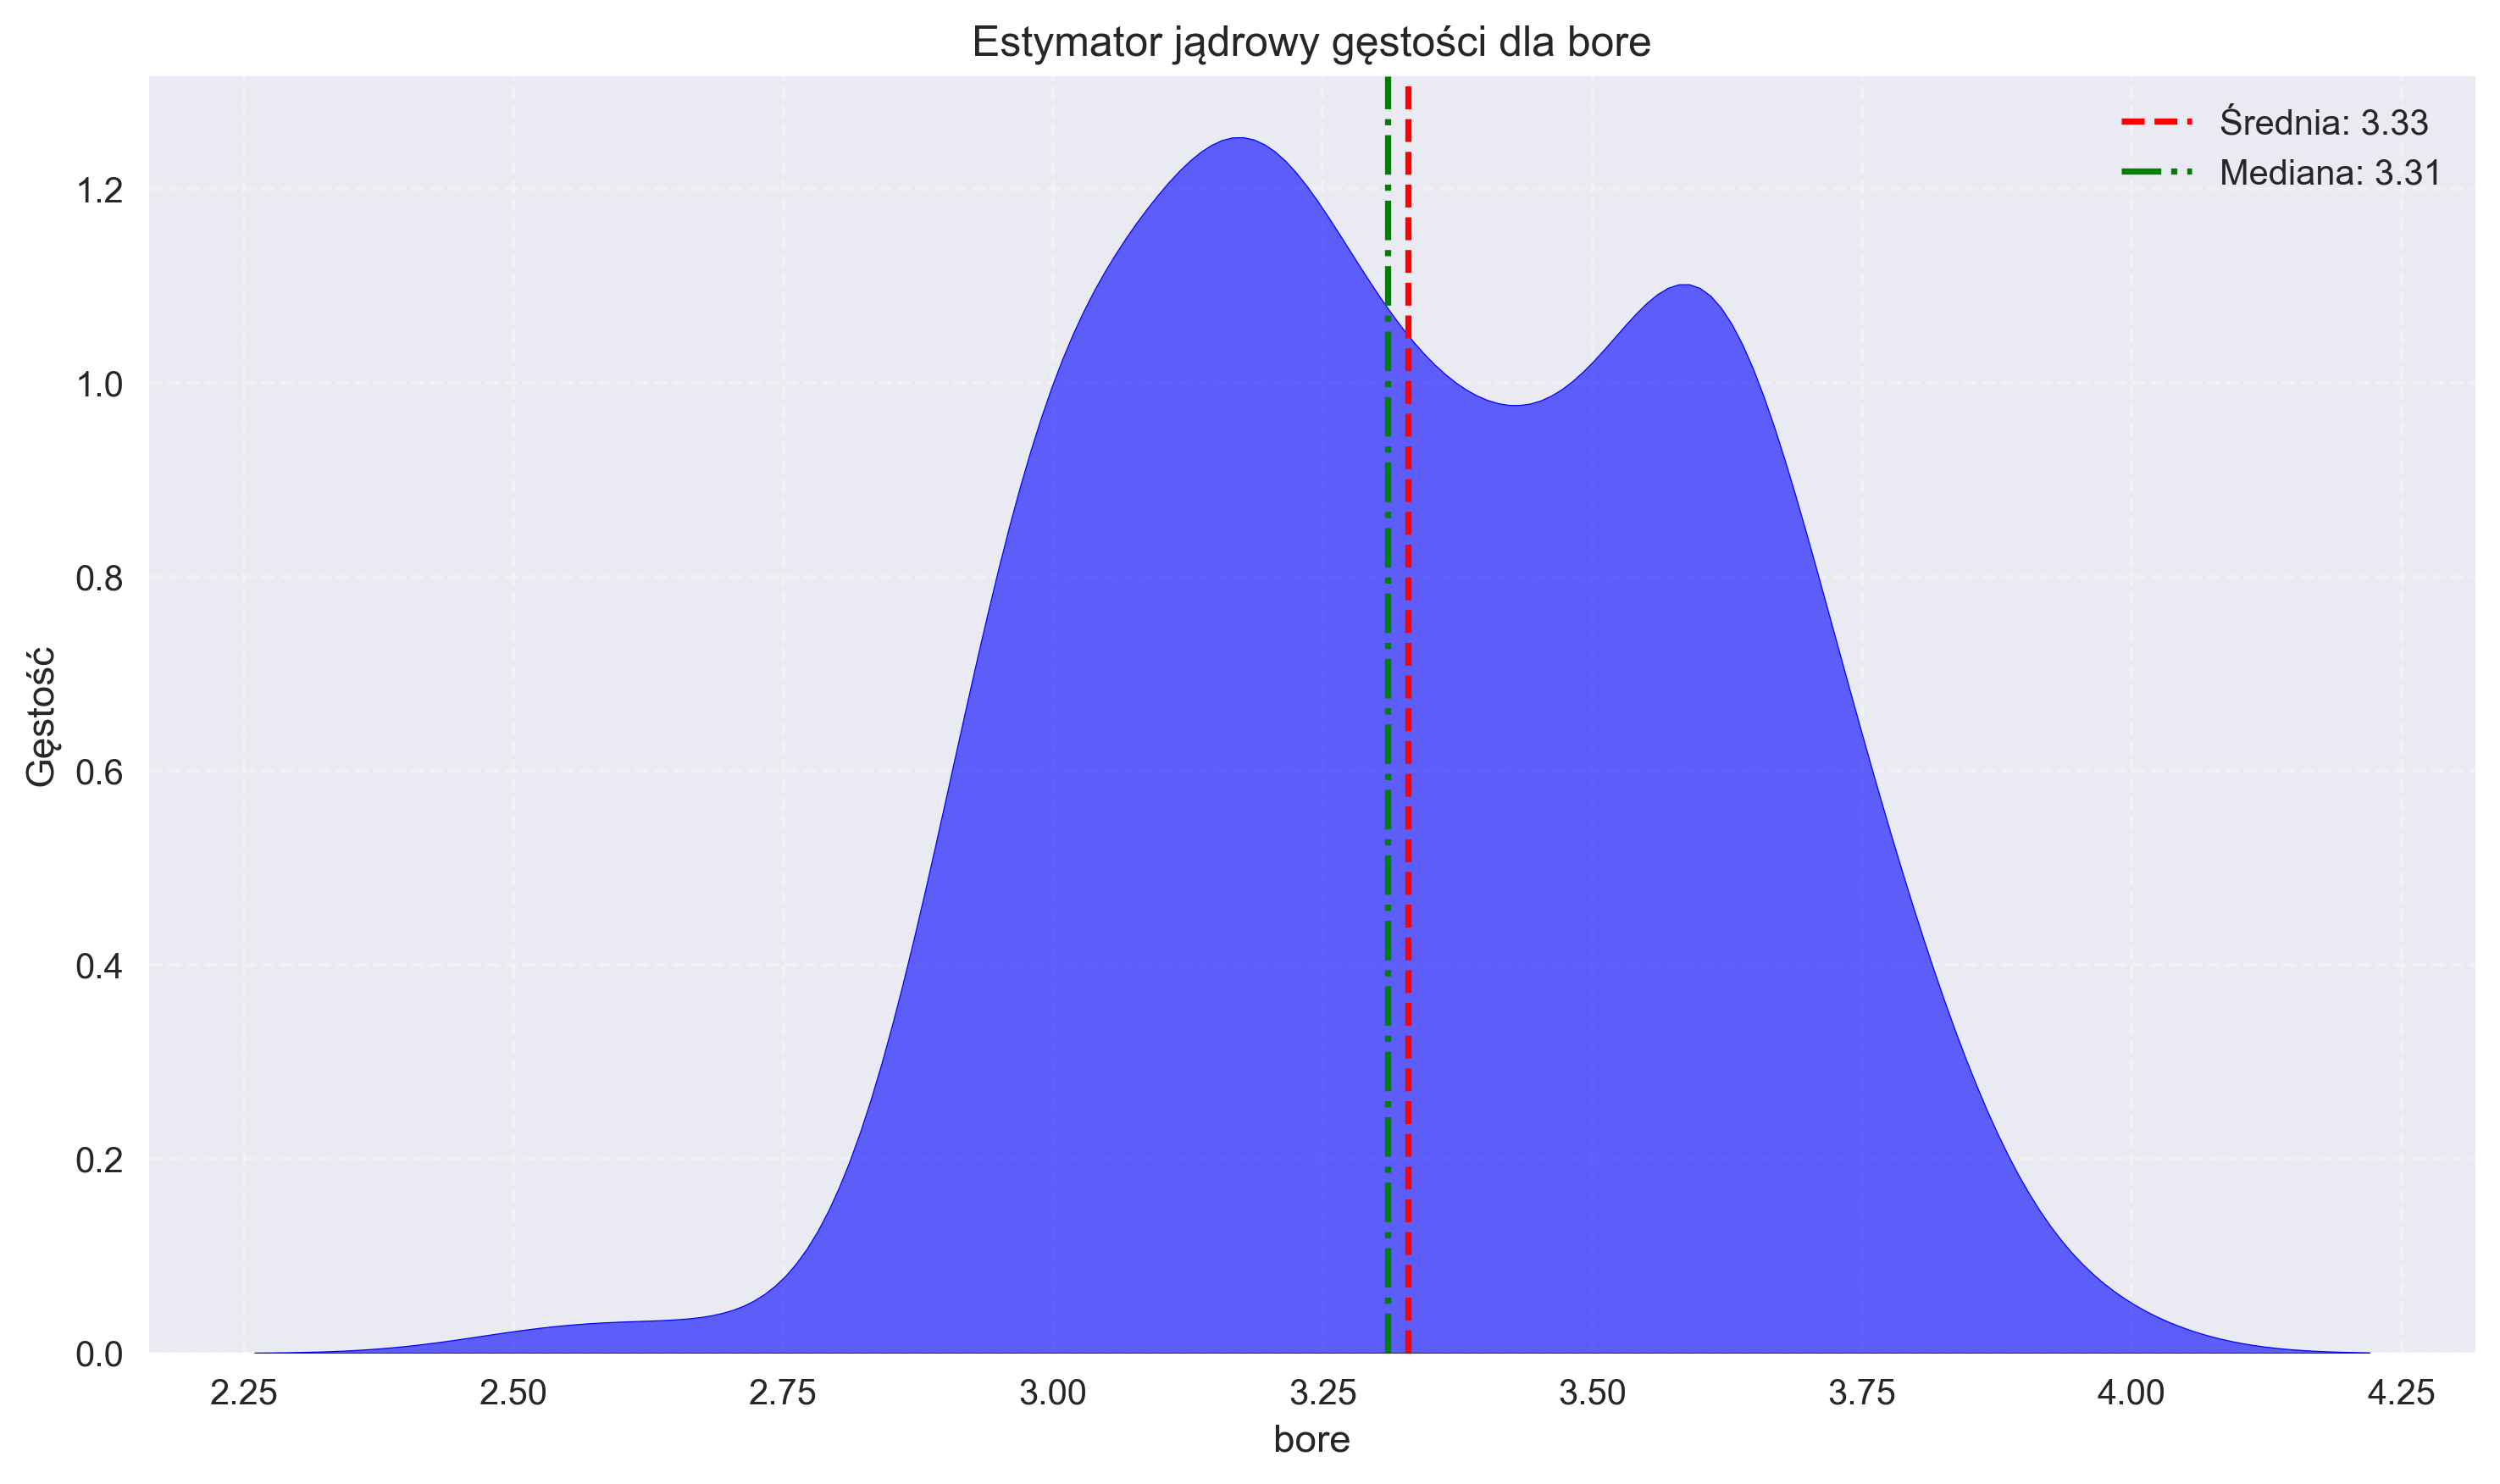 Estymator jądrowy gęstości dla bore
Średnia: 3.33
Mediana: 3.31
Gęstość
1.2
1.0
0.8
0.6
0.4
0.2
0.0
2.25 2.50 2.75 3.00 3.25 3.50 3.75 4.00 4.25
bore